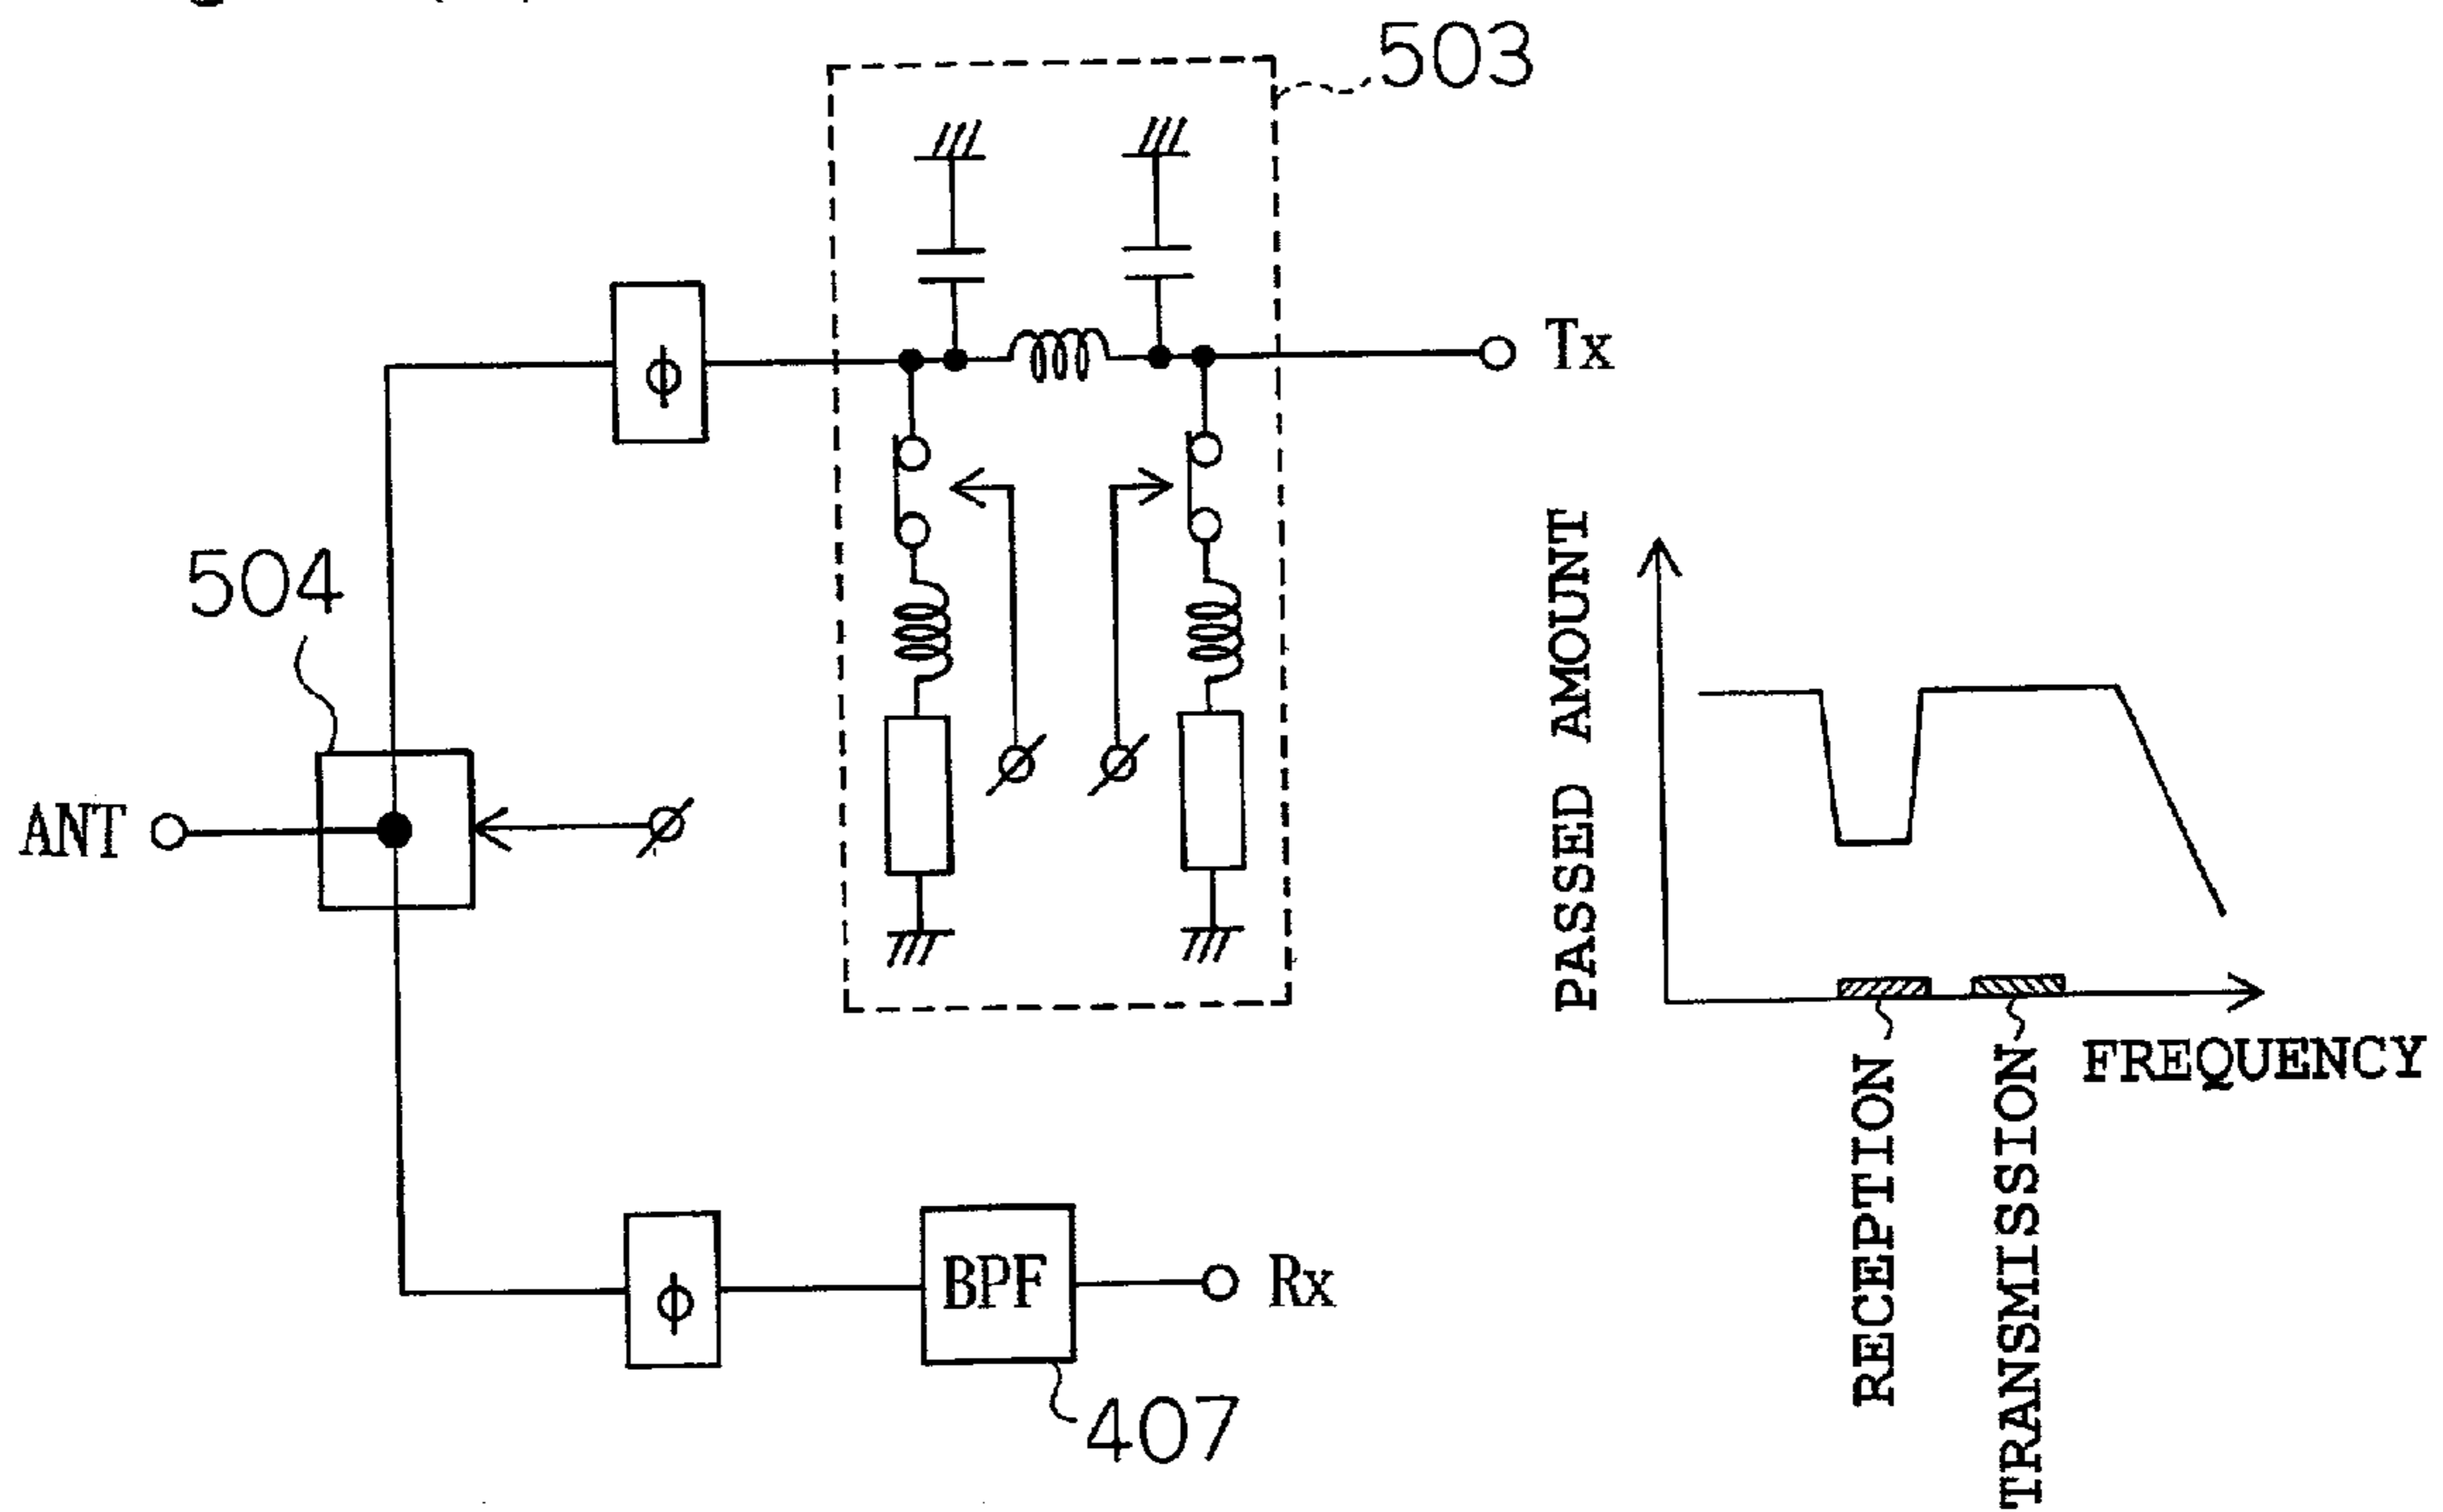 503
Tx
ϕ
504
ANT
PASSED AMOUNT
FREQUENCY
RECEPTION
TRANSMISSION
ϕ
BPF
Rx
407